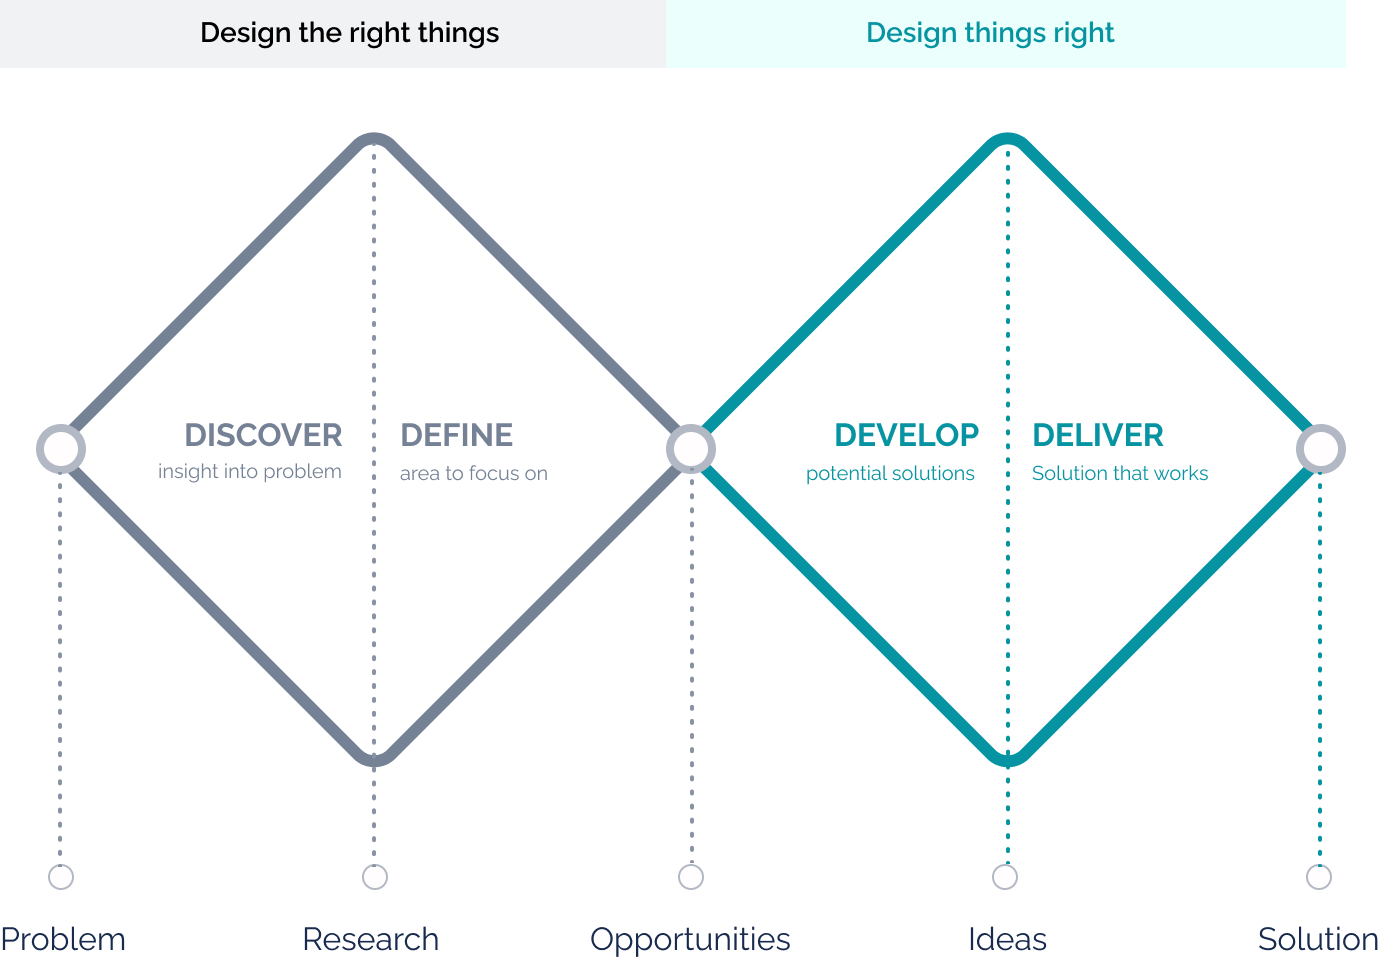 Design the right things
Design things right
DISCOVER
insight into problem
DEFINE
area to focus on
DEVELOP
potential solutions
DELIVER
Solution that works
Problem
Research
Opportunities
Ideas
Solution